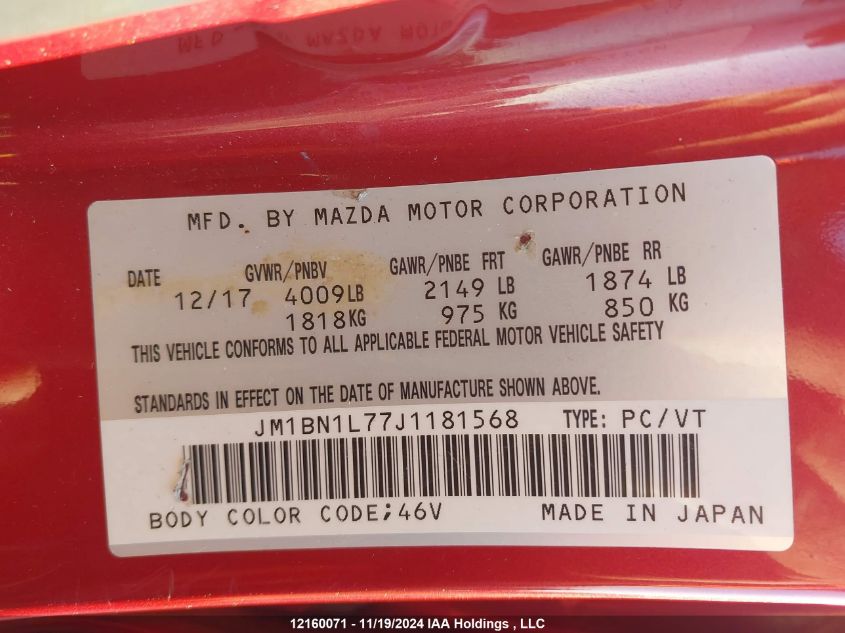 MFD. BY MAZDA MOTOR CORPORATION
DATE GVWR/PNBV GAWR/PNBE FRT GAWR/PNBE RR
12/17 4009LB 2149 LB 1874 LB
1818KG 975 KG 850 KG
THIS VEHICLE CONFORMS TO ALL APPLICABLE FEDERAL MOTOR VEHICLE SAFETY
STANDARDS IN EFFECT ON THE DATE OF MANUFACTURE SHOWN ABOVE.
JM1BN1L77J1181568 TYPE: PC/VT
BODY COLOR CODE;46V MADE IN JAPAN
12160071 - 11/19/2024 IAA Holdings , LLC